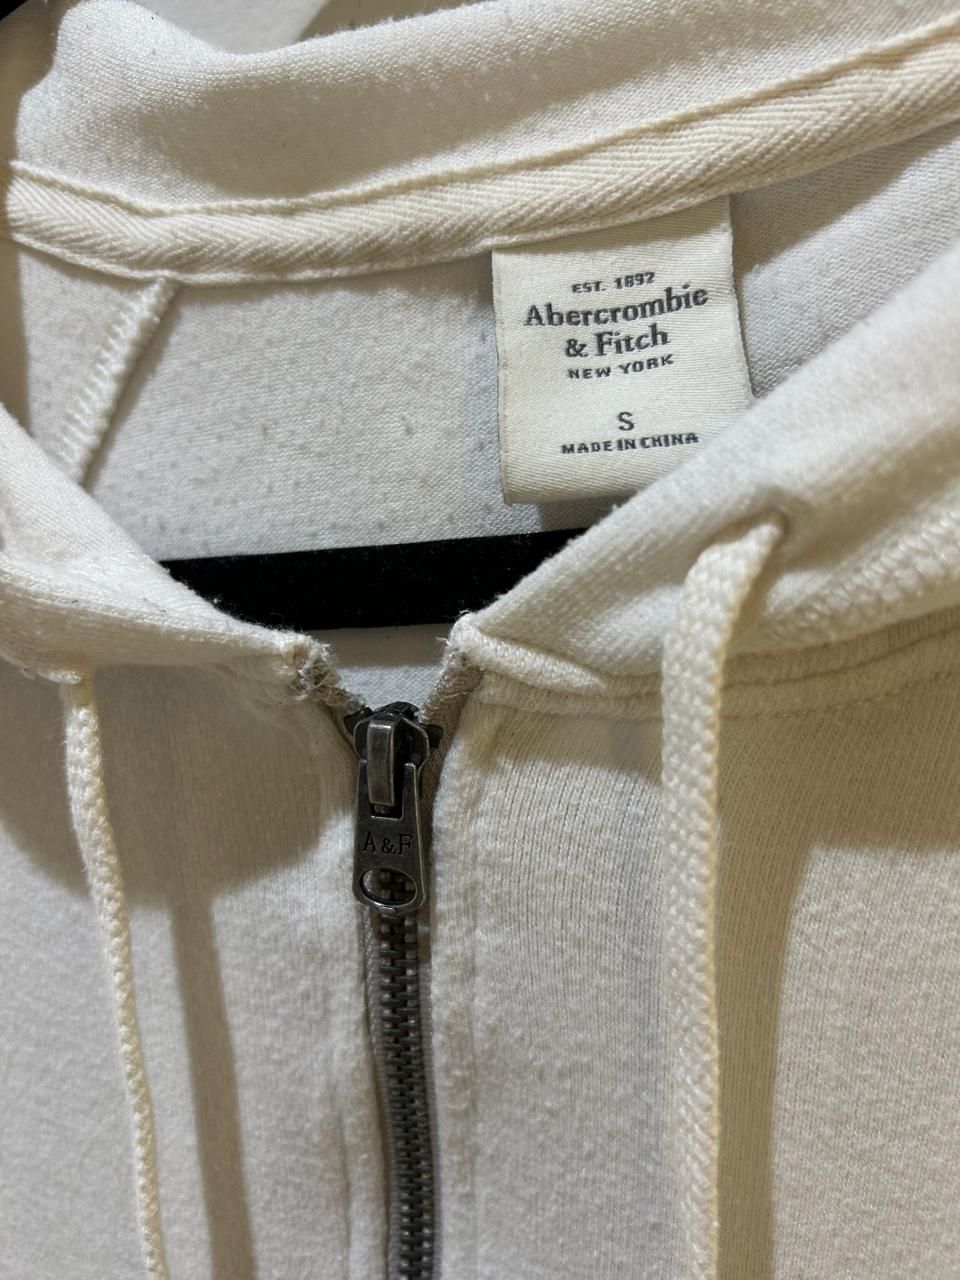 EST. 1892
Abercrombie
& Fitch
NEW YORK
S
MADE IN CHINA
A&F